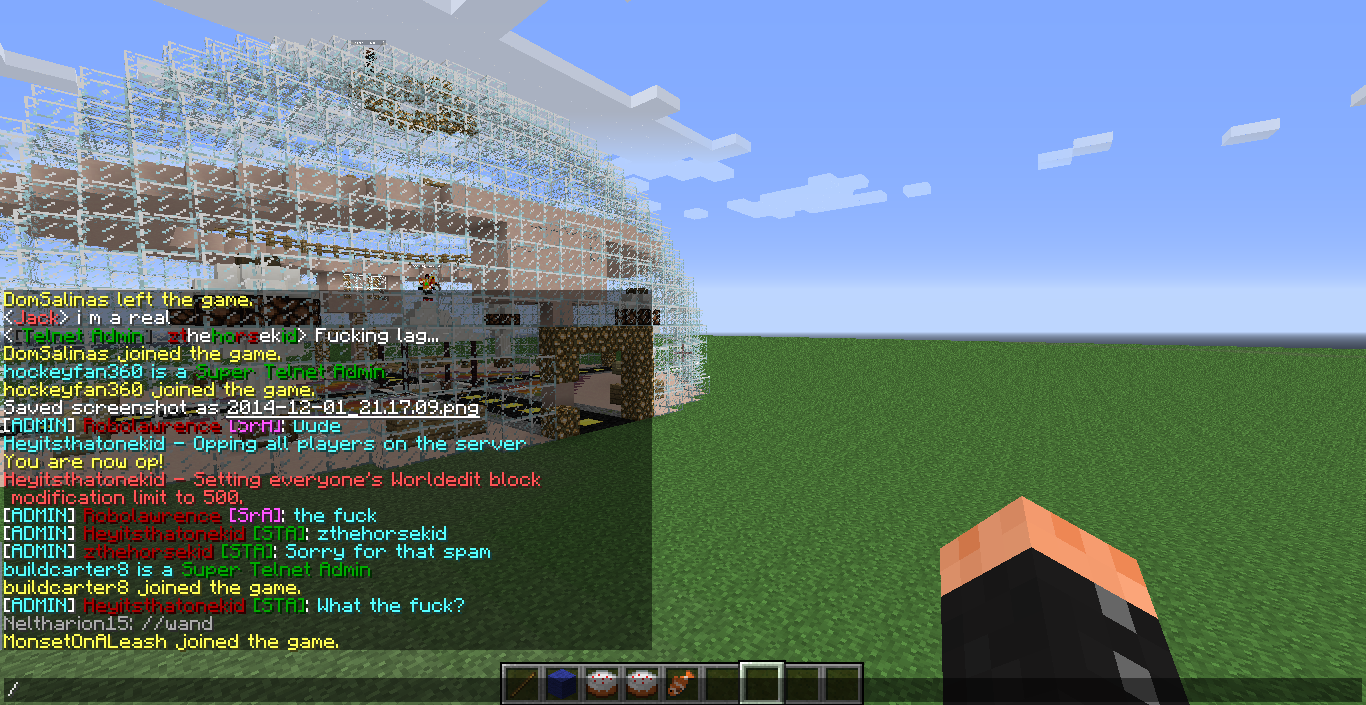 DomSalinas left the game.
<Jack> i m a real
<[Telnet Admin] zthehorsekid> Fucking lag...
DomSalinas joined the game.
hockeyfan360 is a Super Telnet Admin
hockeyfan360 joined the game.
Saved screenshot as 2014-12-01_21.17.09.png
[ADMIN] Robolawrence [SrA]: Dude
Heyitsthatonekid - Opping all players on the server
You are now op!
Heyitsthatonekid - Setting everyone's Worldedit block
modification limit to 500.
[ADMIN] Robolawrence [SrA]: the fuck
[ADMIN] Heyitsthatonekid [STA]: zthehorsekid
[ADMIN] zthehorsekid [STA]: Sorry for that spam
buildcarter8 is a Super Telnet Admin
buildcarter8 joined the game.
[ADMIN] Heyitsthatonekid [STA]: What the fuck?
Neltharion15: //wand
MonsetOnALeash joined the game.
/